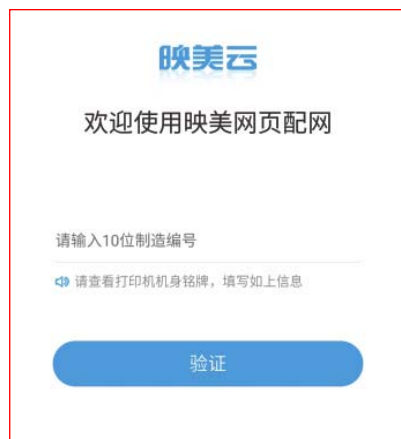 映美云
欢迎使用映美网页配网
请输入10位制造编号
请查看打印机机身铭牌，填写如上信息
验证